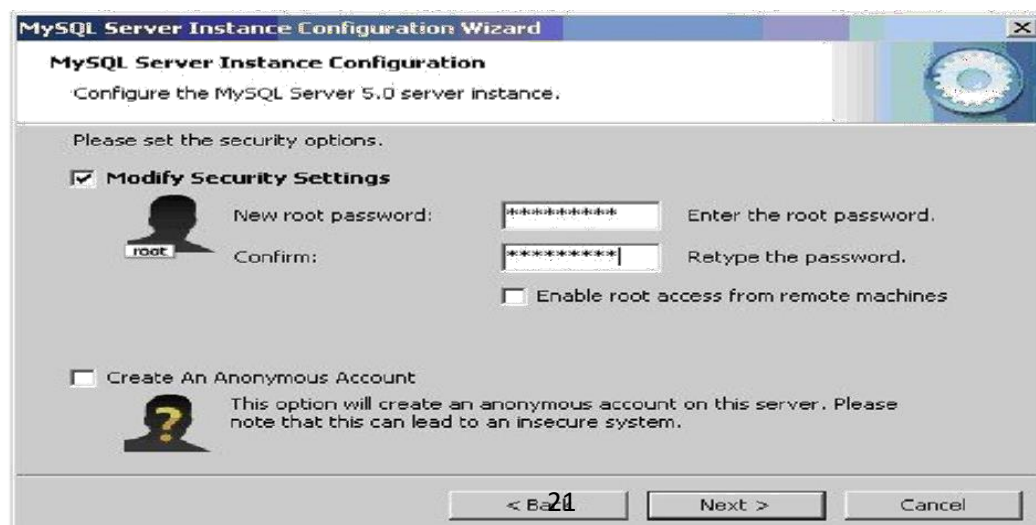 MySQL Server Instance Configuration Wizard
MySQL Server Instance Configuration
Configure the MySQL Server 5.0 server instance.
Please set the security options.
Modify Security Settings
New root password: ********* Enter the root password.
root
Confirm: ********* Retype the password.
Enable root access from remote machines
Create An Anonymous Account
This option will create an anonymous account on this server. Please
note that this can lead to an insecure system.
< Back 21 Next > Cancel